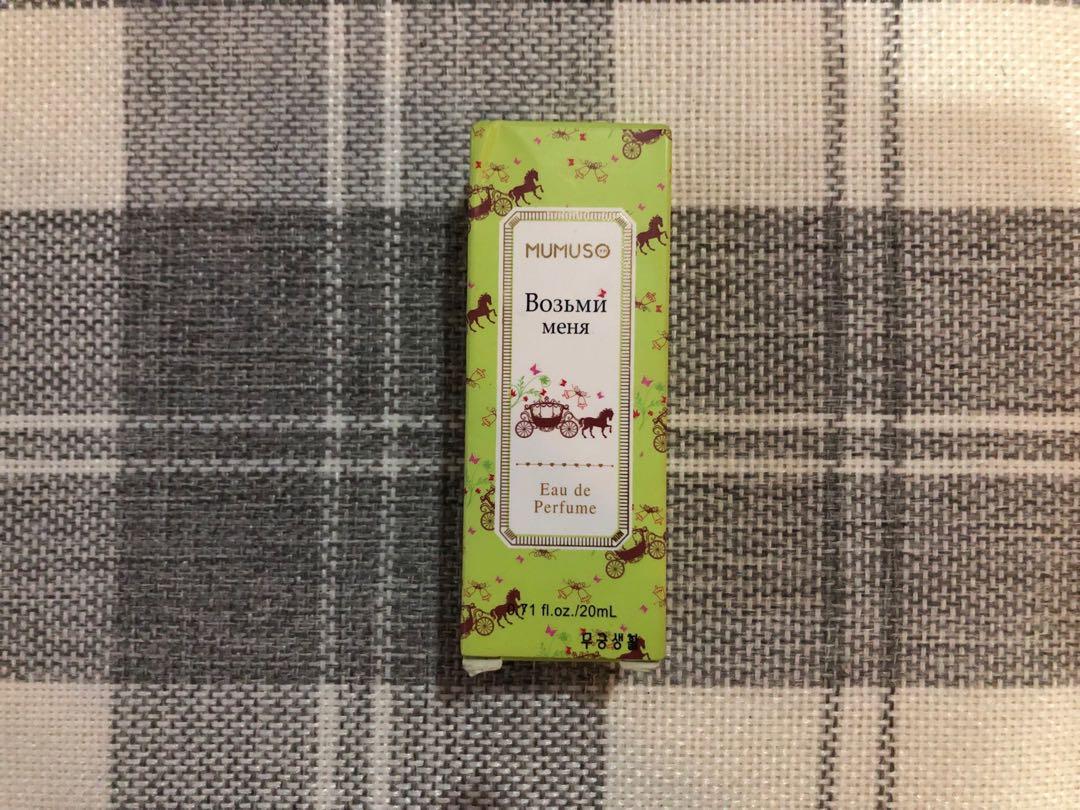 MUMUSO
Возьми
меня
Eau de
Perfume
0.71 fl.oz./20mL
무궁생활